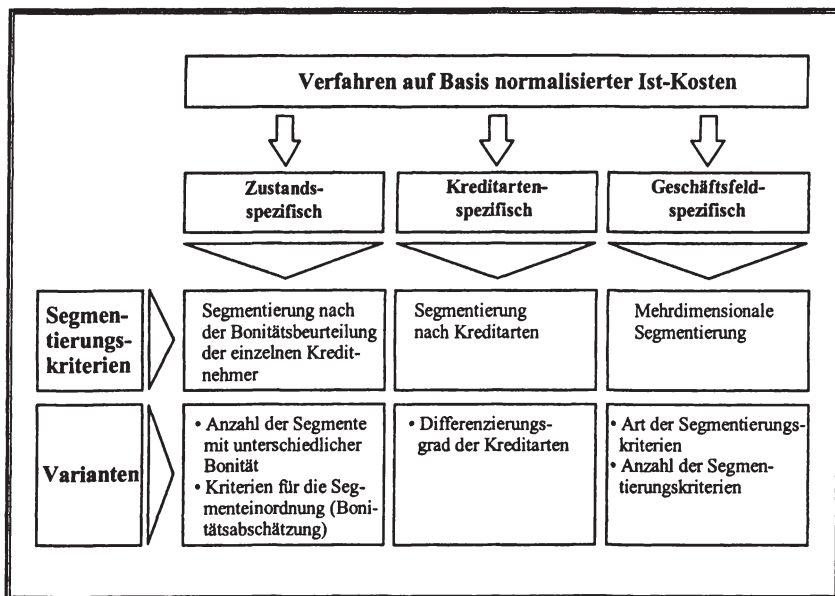 Verfahren auf Basis normalisierter Ist-Kosten
Zustands-
spezifisch
Kreditarten-
spezifisch
Geschäftsfeld-
spezifisch
Segmen-
tierungs-
kriterien
Segmentierung nach
der Bonitätsbeurteilung
der einzelnen Kredit-
nehmer
Segmentierung
nach Kreditarten
Mehrdimensionale
Segmentierung
Varianten
• Anzahl der Segmente
mit unterschiedlicher
Bonität
• Kriterien für die Seg-
menteinordnung (Boni-
tätsabschätzung)
• Differenzierungs-
grad der Kreditarten
• Art der Segmentierungs-
kriterien
• Anzahl der Segmen-
tierungskriterien